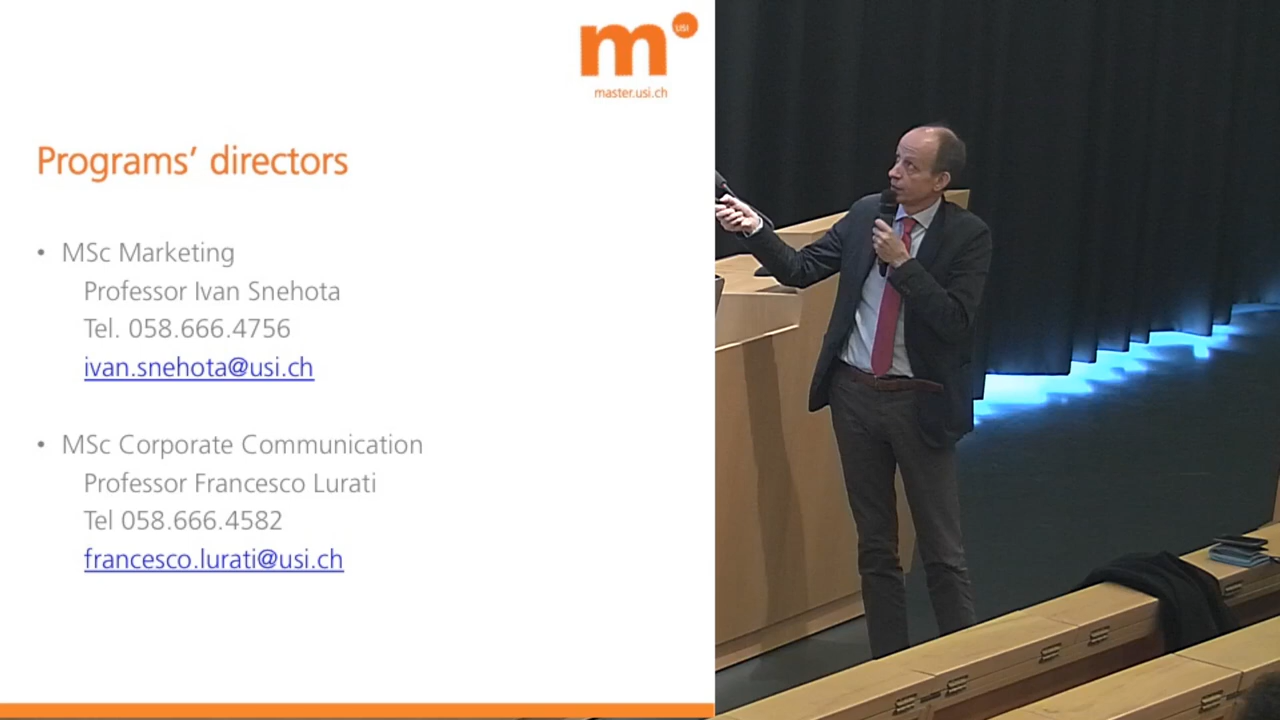 m
USI
master.usi.ch
Programs’ directors
• MSc Marketing
Professor Ivan Snehota
Tel. 058.666.4756
ivan.snehota@usi.ch
• MSc Corporate Communication
Professor Francesco Lurati
Tel 058.666.4582
francesco.lurati@usi.ch